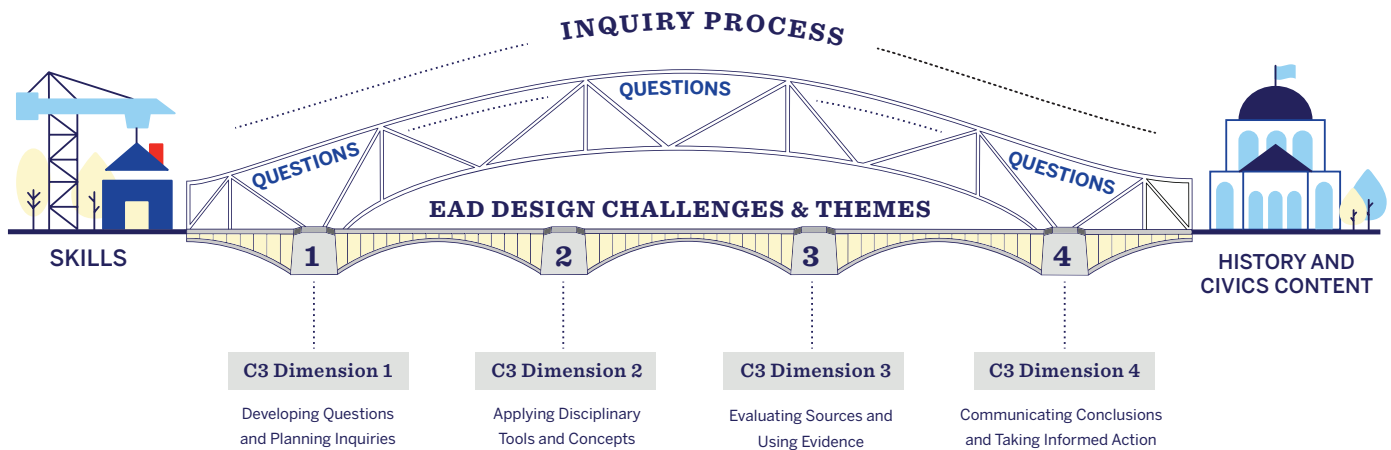 INQUIRY PROCESS
QUESTIONS
QUESTIONS
QUESTIONS
EAD DESIGN CHALLENGES & THEMES
SKILLS
1
2
3
4
HISTORY AND
CIVICS CONTENT
C3 Dimension 1
Developing Questions
and Planning Inquiries
C3 Dimension 2
Applying Disciplinary
Tools and Concepts
C3 Dimension 3
Evaluating Sources and
Using Evidence
C3 Dimension 4
Communicating Conclusions
and Taking Informed Action